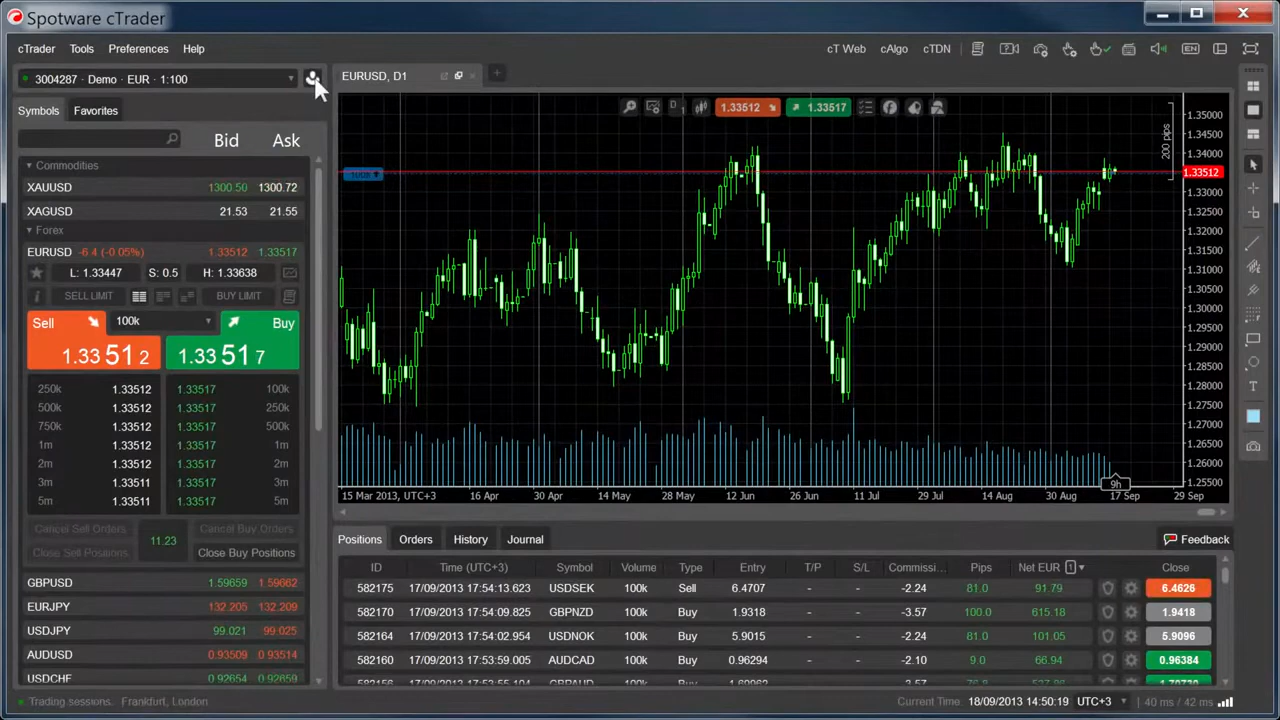 Spotware cTrader
cTrader Tools Preferences Help
cT Web cAlgo cTDN EN
3004287 · Demo · EUR · 1:100
EURUSD, D1
Symbols Favorites
Bid Ask
Commodities
XAUUSD 1300.50 1300.72
XAGUSD 21.53 21.55
Forex
EURUSD -6.4 (-0.05%) 1.33512 1.33517
L: 1.33447 S: 0.5 H: 1.33638
SELL LIMIT BUY LIMIT
Sell 100k Buy
1.33 51 2 1.33 51 7
250k 1.33512 1.33517 100k
500k 1.33512 1.33517 250k
750k 1.33512 1.33517 500k
1m 1.33512 1.33517 1m
2m 1.33512 1.33517 2m
3m 1.33511 1.33517 3m
5m 1.33511 1.33517 5m
Cancel Sell Orders Cancel Buy Orders
11.23
Close Sell Positions Close Buy Positions
GBPUSD 1.59659 1.59662
EURJPY 132.205 132.209
USDJPY 99.021 99.025
AUDUSD 0.93509 0.93514
USDCHF 0.92654 0.92659
D 1.33512 1.33517
200 pips
1.35000
1.34500
1.34000
1.33512
1.33000
1.32500
1.32000
1.31500
1.31000
1.30500
1.30000
1.29500
1.29000
1.28500
1.28000
1.27500
1.27000
1.26500
1.26000
1.25500
9h
15 Mar 2013, UTC+3 16 Apr 30 Apr 14 May 28 May 12 Jun 26 Jun 11 Jul 29 Jul 14 Aug 30 Aug 17 Sep 29 Sep
Positions Orders History Journal Feedback
ID Time (UTC+3) Symbol Volume Type Entry T/P S/L Commissi... Pips Net EUR 1 Close
582175 17/09/2013 17:54:13.623 USDSEK 100k Sell 6.4707 - - -2.24 81.0 91.79 6.4626
582170 17/09/2013 17:54:09.825 GBPNZD 100k Buy 1.9318 - - -3.57 100.0 615.18 1.9418
582164 17/09/2013 17:54:02.954 USDNOK 100k Buy 5.9015 - - -2.24 81.0 101.05 5.9096
582160 17/09/2013 17:53:59.005 AUDCAD 100k Buy 0.96294 - - -2.10 9.0 66.94 0.96384
Trading sessions: Frankfurt, London
Current Time: 18/09/2013 14:50:19 UTC+3 40 ms / 42 ms